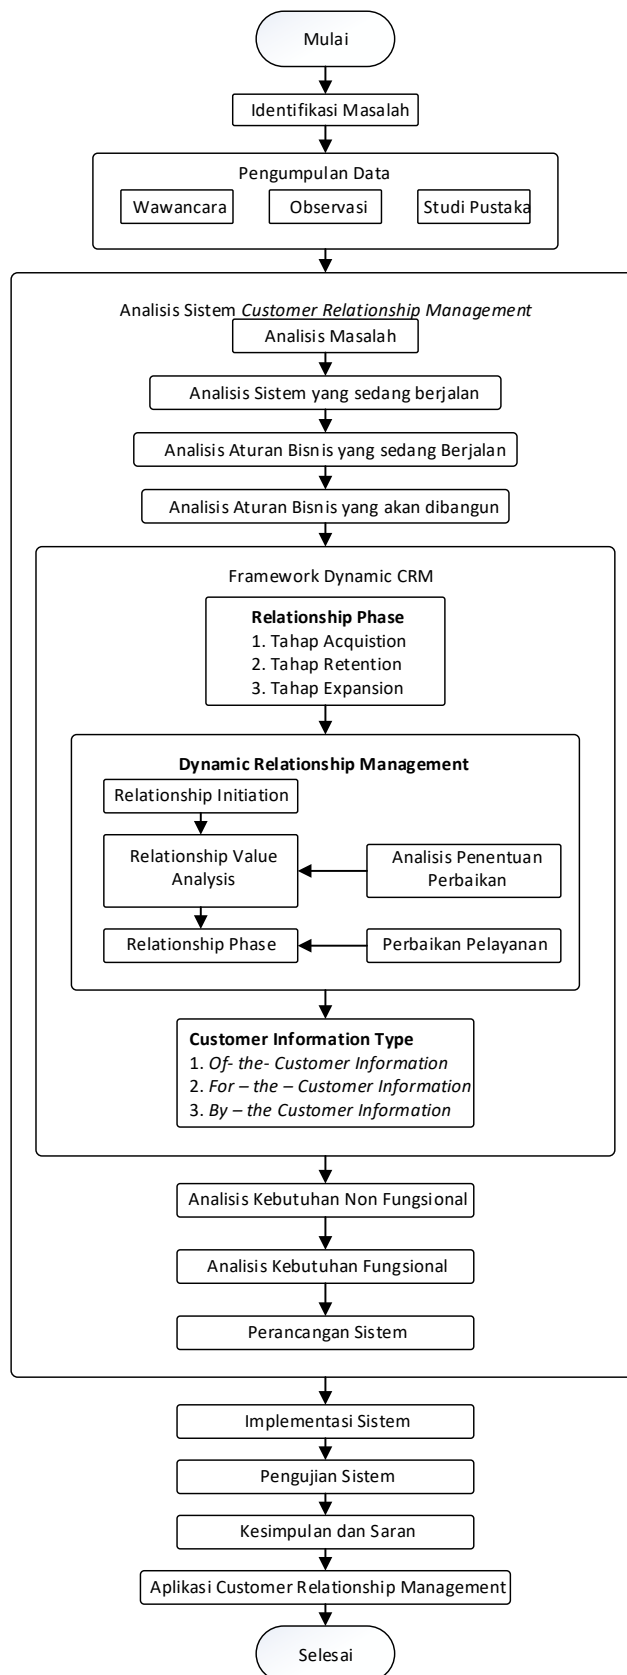 Mulai
Identifikasi Masalah
Pengumpulan Data
Wawancara
Observasi
Studi Pustaka
Analisis Sistem Customer Relationship Management
Analisis Masalah
Analisis Sistem yang sedang berjalan
Analisis Aturan Bisnis yang sedang Berjalan
Analisis Aturan Bisnis yang akan dibangun
Framework Dynamic CRM
Relationship Phase
1. Tahap Acquistion
2. Tahap Retention
3. Tahap Expansion
Dynamic Relationship Management
Relationship Initiation
Relationship Value
Analysis
Analisis Penentuan
Perbaikan
Relationship Phase
Perbaikan Pelayanan
Customer Information Type
1. Of- the- Customer Information
2. For – the – Customer Information
3. By – the Customer Information
Analisis Kebutuhan Non Fungsional
Analisis Kebutuhan Fungsional
Perancangan Sistem
Implementasi Sistem
Pengujian Sistem
Kesimpulan dan Saran
Aplikasi Customer Relationship Management
Selesai